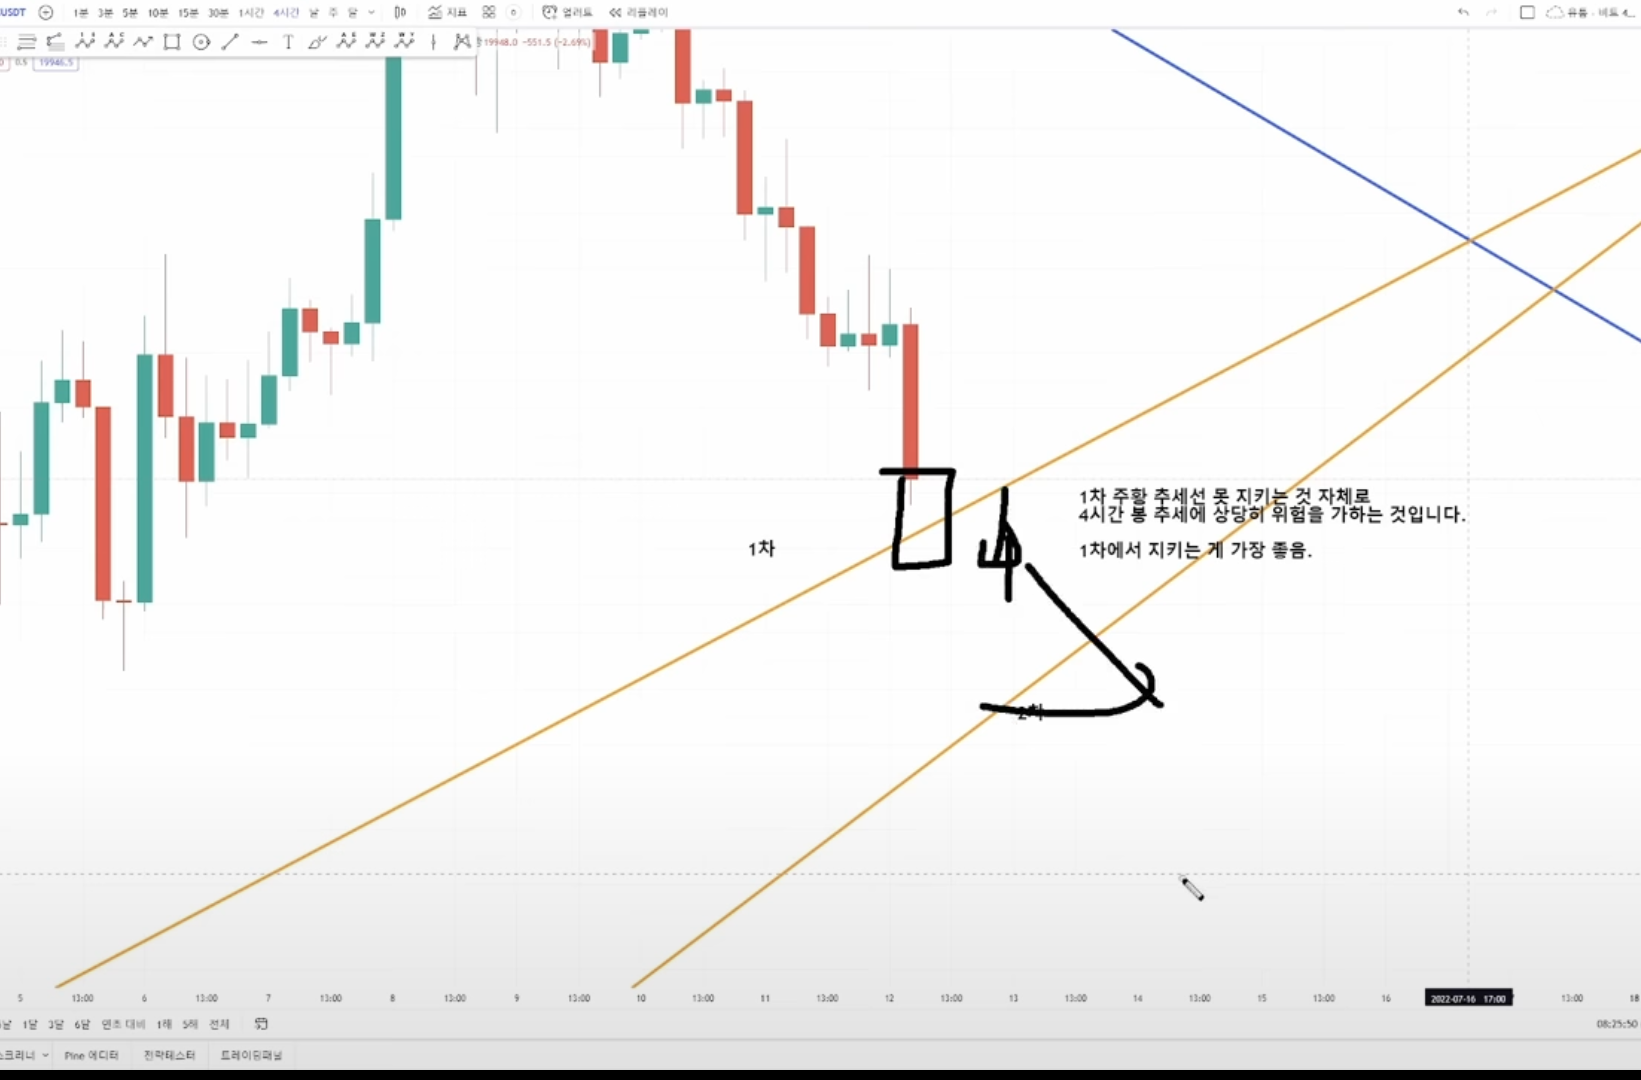 USDT 1분 3분 5분 10분 15분 30분 1시간 4시간 날 주 달 지표 얼러트 리플레이 유튭 · 비트 4...
T 19948.0 -551.5 (-2.69%)
0 0.5 19946.5
1차 주황 추세선 못 지키는 것 자체로
4시간 봉 추세에 상당히 위험을 가하는 것입니다.
1차에서 지키는 게 가장 좋음.
1차
2차
5 13:00 6 13:00 7 13:00 8 13:00 9 13:00 10 13:00 11 13:00 12 13:00 13 13:00 14 13:00 15 13:00 16 2022-07-16 17:00 13:00 18
날 1달 3달 6달 연초 대비 1해 5해 전체 08:25:50
스크리너 Pine 에디터 전략테스터 트레이딩패널